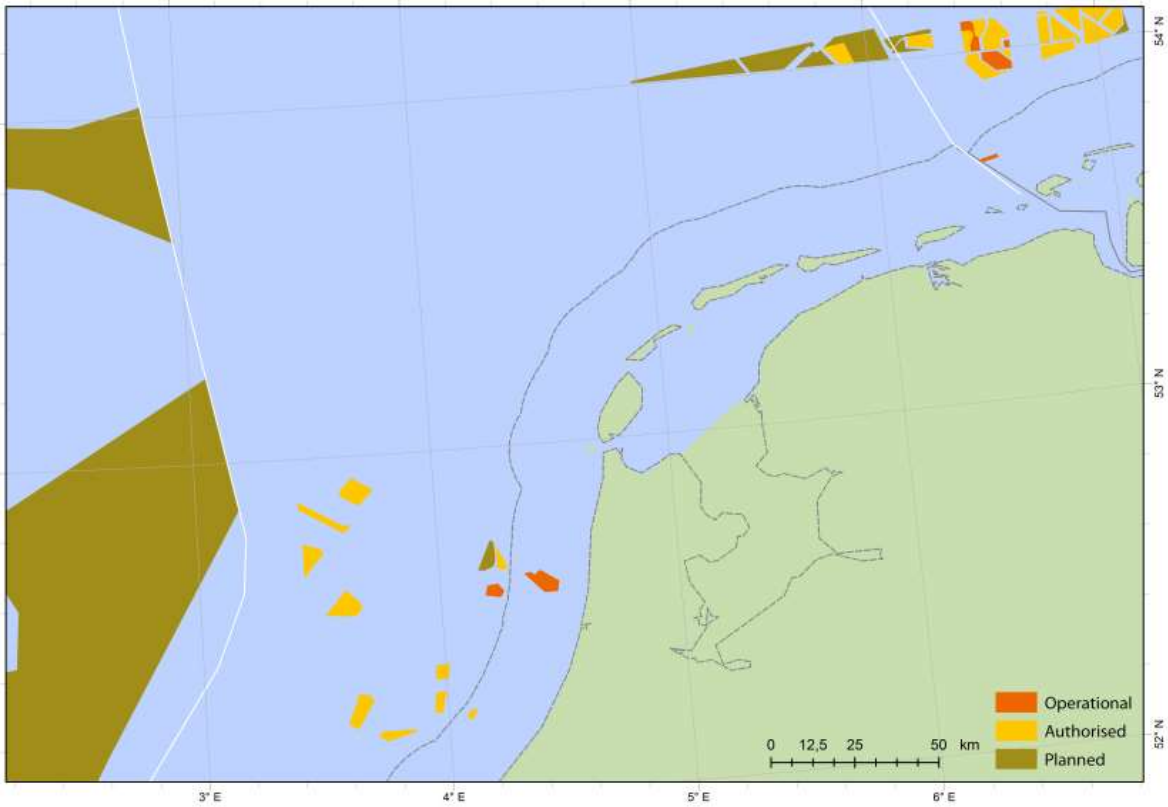 54° N
53° N
Operational
Authorised
Planned
0 12,5 25 50 km
52° N
3° E 4° E 5° E 6° E